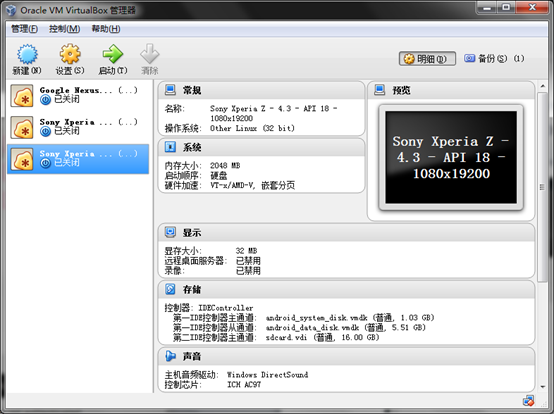 Oracle VM VirtualBox 管理器
管理(F) 控制(M) 帮助(H)
新建(N) 设置(S) 启动(T) 清除
明细(D) 备份(S) (1)
Google Nexus... (...)
已关闭
Sony Xperia ... (...)
已关闭
Sony Xperia ... (...)
已关闭
常规
名称: Sony Xperia Z - 4.3 - API 18 -
1080x19200
操作系统: Other Linux (32 bit)
预览
Sony Xperia Z -
4.3 - API 18 -
1080x19200
系统
内存大小: 2048 MB
启动顺序: 硬盘
硬件加速: VT-x/AMD-V, 嵌套分页
显示
显存大小: 32 MB
远程桌面服务器: 已禁用
录像: 已禁用
存储
控制器: IDEController
第一IDE控制器主通道: android_system_disk.vmdk (普通, 1.03 GB)
第一IDE控制器从通道: android_data_disk.vmdk (普通, 5.51 GB)
第二IDE控制器主通道: sdcard.vdi (普通, 16.00 GB)
声音
主机音频驱动: Windows DirectSound
控制芯片: ICH AC97